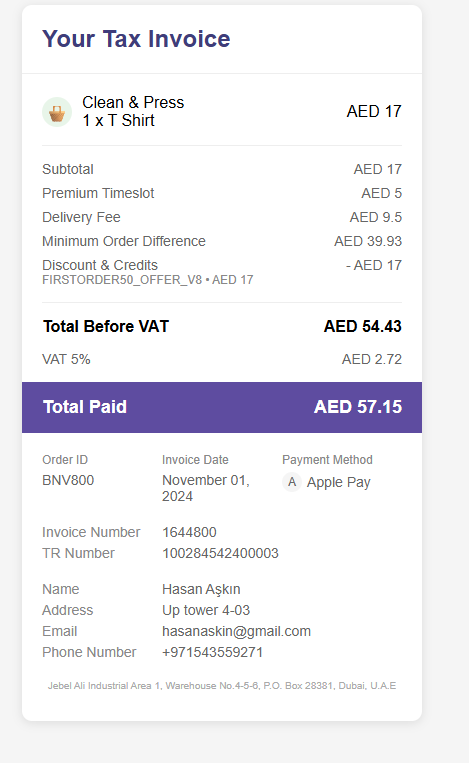 Your Tax Invoice
Clean & Press
1 x T Shirt
AED 17
Subtotal AED 17
Premium Timeslot AED 5
Delivery Fee AED 9.5
Minimum Order Difference AED 39.93
Discount & Credits - AED 17
FIRSTORDER50_OFFER_V8 • AED 17
Total Before VAT AED 54.43
VAT 5% AED 2.72
Total Paid AED 57.15
Order ID Invoice Date Payment Method
BNV800 November 01, 2024 A Apple Pay
Invoice Number 1644800
TR Number 100284542400003
Name Hasan Aşkın
Address Up tower 4-03
Email hasanaskin@gmail.com
Phone Number +971543559271
Jebel Ali Industrial Area 1, Warehouse No.4-5-6, P.O. Box 28381, Dubai, U.A.E